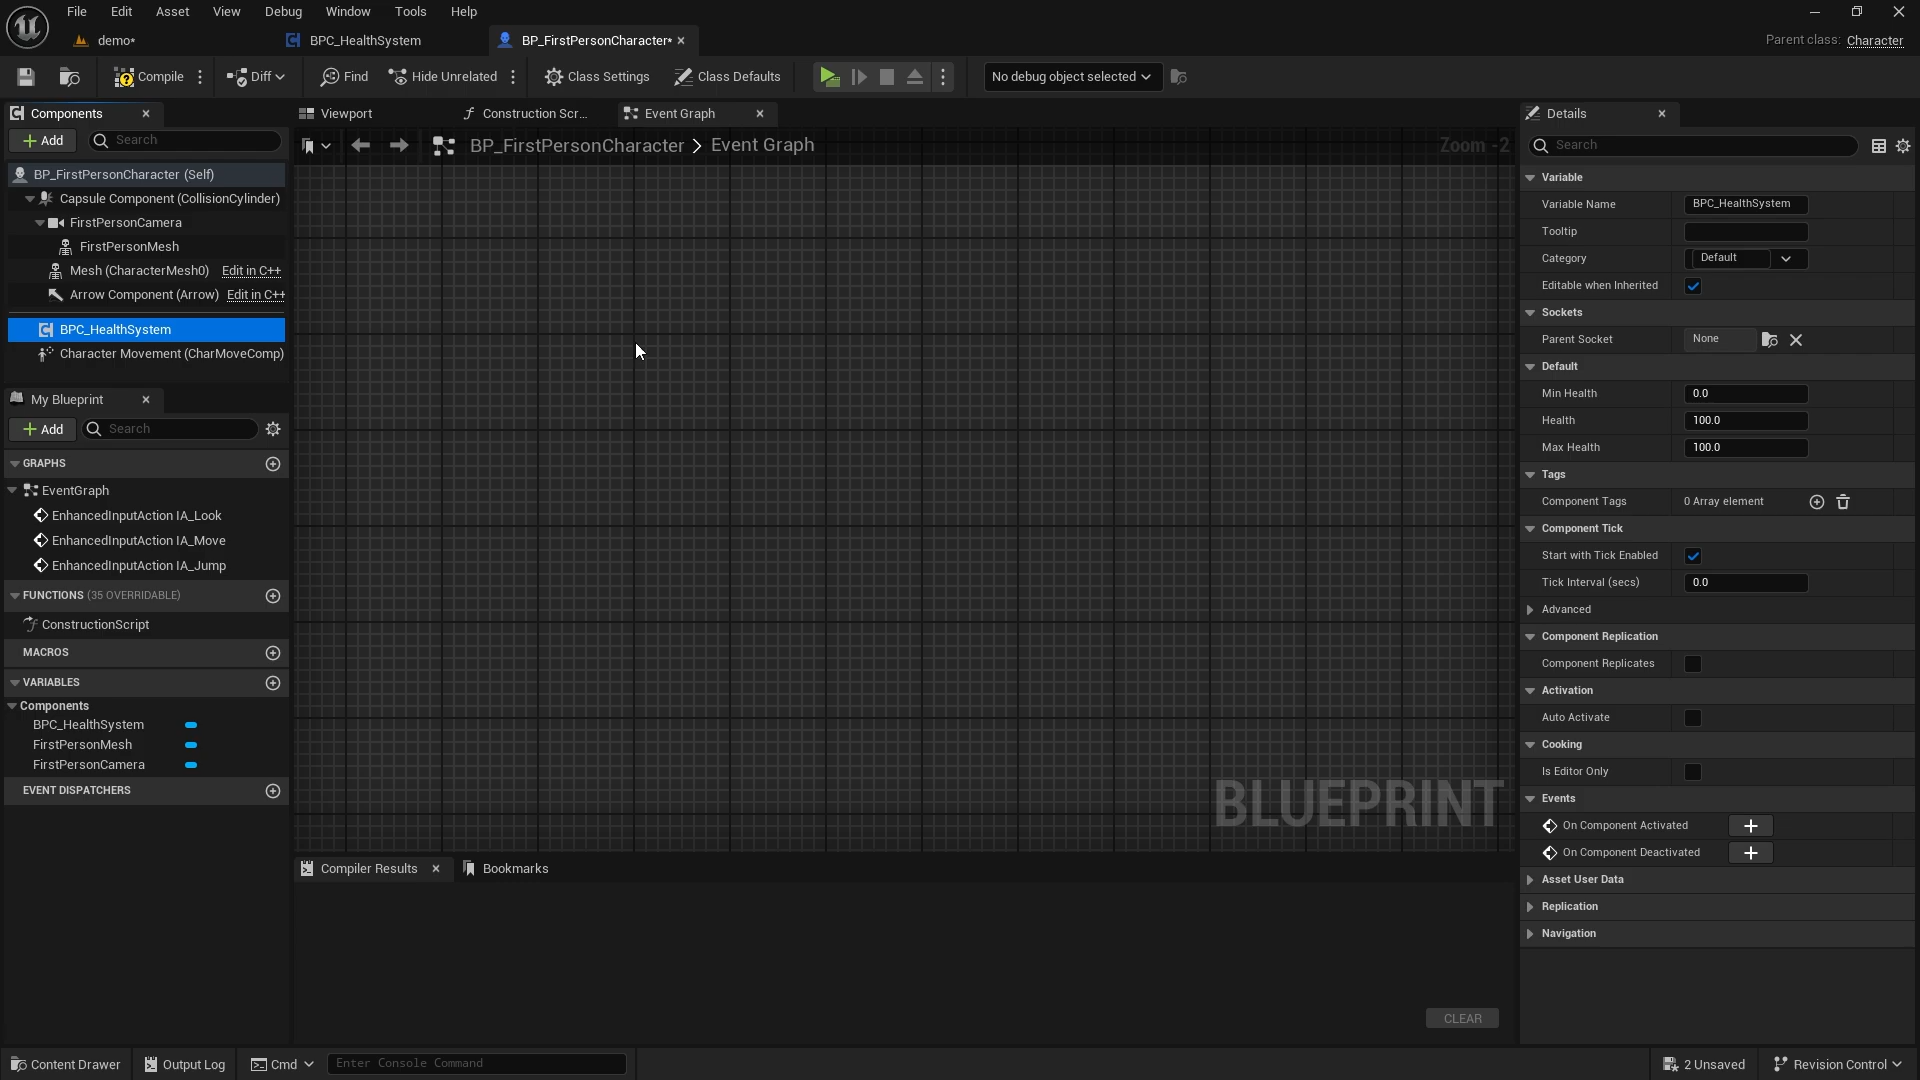 File Edit Asset View Debug Window Tools Help
demo* BPC_HealthSystem BP_FirstPersonCharacter* Parent class: Character
Compile Diff Find Hide Unrelated Class Settings Class Defaults No debug object selected
Components Viewport Construction Scr... Event Graph Details
Add Search BP_FirstPersonCharacter > Event Graph Zoom -2 Search
BP_FirstPersonCharacter (Self)
Capsule Component (CollisionCylinder)
FirstPersonCamera
FirstPersonMesh
Mesh (CharacterMesh0) Edit in C++
Arrow Component (Arrow) Edit in C++
BPC_HealthSystem
Character Movement (CharMoveComp)
My Blueprint
Add Search
GRAPHS
EventGraph
EnhancedInputAction IA_Look
EnhancedInputAction IA_Move
EnhancedInputAction IA_Jump
FUNCTIONS (35 OVERRIDABLE)
ConstructionScript
MACROS
VARIABLES
Components
BPC_HealthSystem
FirstPersonMesh
FirstPersonCamera
EVENT DISPATCHERS
BLUEPRINT
Compiler Results Bookmarks
CLEAR
Variable
Variable Name BPC_HealthSystem
Tooltip
Category Default
Editable when Inherited
Sockets
Parent Socket None
Default
Min Health 0.0
Health 100.0
Max Health 100.0
Tags
Component Tags 0 Array element
Component Tick
Start with Tick Enabled
Tick Interval (secs) 0.0
Advanced
Component Replication
Component Replicates
Activation
Auto Activate
Cooking
Is Editor Only
Events
On Component Activated
On Component Deactivated
Asset User Data
Replication
Navigation
Content Drawer Output Log Cmd Enter Console Command 2 Unsaved Revision Control